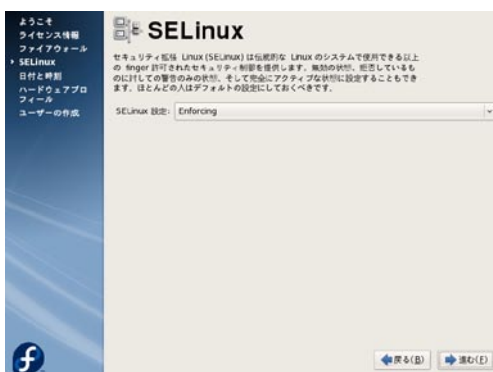 ようこそ
ライセンス情報
ファイアウォール
SELinux
日付と時刻
ハードウェアプロ
フィール
ユーザーの作成
SELinux
セキュリティ拡張 Linux (SELinux) は伝統的な Linux のシステムで使用できる以上
の finger 許可されたセキュリティ制御を提供します。無効の状態、拒否しているも
のに対しての警告のみの状態、そして完全にアクティブな状態に設定することもでき
ます。ほとんどの人はデフォルトの設定にしておくべきです。
SELinux 設定: Enforcing
戻る(B) 進む(F)